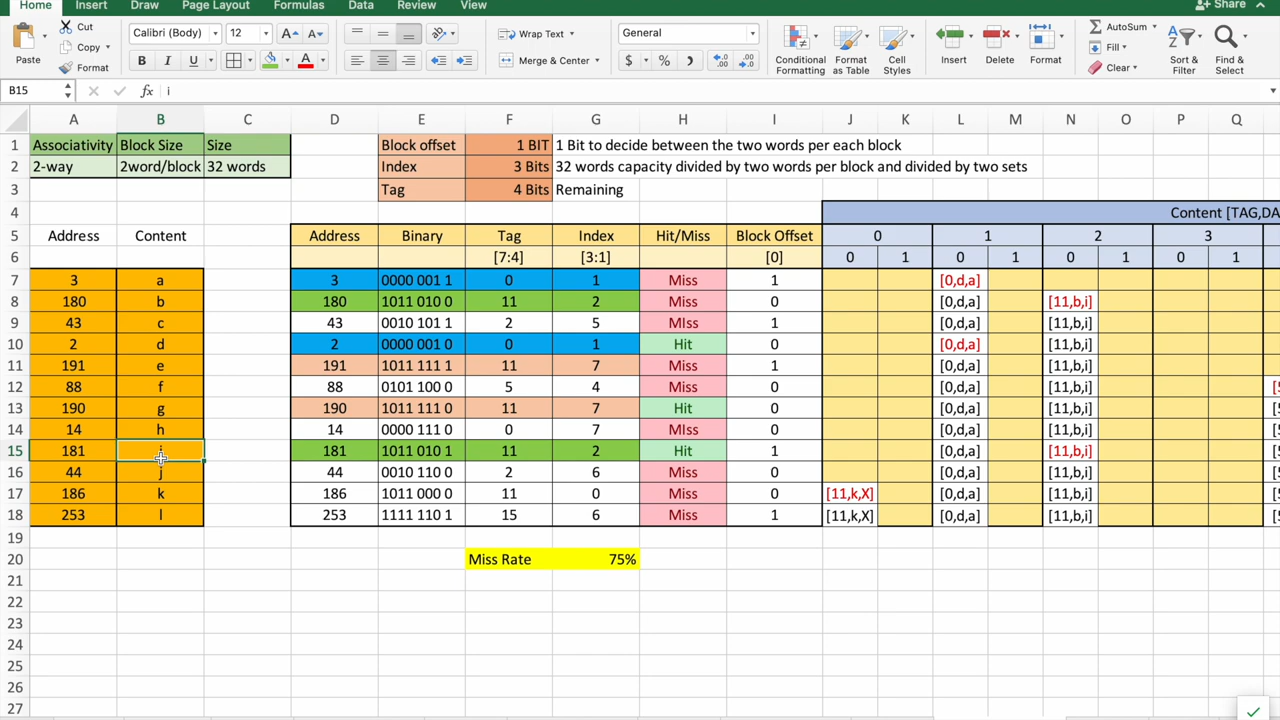 Home Insert Draw Page Layout Formulas Data Review View Share
Cut Calibri (Body) 12 A A Wrap Text General AutoSum
Copy Fill
Paste Format B I U A Merge & Center $ % Conditional Formatting Format as Table Cell Styles Insert Delete Format Clear Sort & Filter Find & Select
B15 fx i
A B C D E F G H I J K L M N O P Q
1 Associativity Block Size Size Block offset 1 BIT 1 Bit to decide between the two words per each block
2 2-way 2word/block 32 words Index 3 Bits 32 words capacity divided by two words per block and divided by two sets
3 Tag 4 Bits Remaining
4 Content [TAG,DA
5 Address Content Address Binary Tag Index Hit/Miss Block Offset 0 1 2 3
6 [7:4] [3:1] [0] 0 1 0 1 0 1 0 1
7 3 a 3 0000 001 1 0 1 Miss 1 [0,d,a]
8 180 b 180 1011 010 0 11 2 Miss 0 [0,d,a] [11,b,i]
9 43 c 43 0010 101 1 2 5 MIss 1 [0,d,a] [11,b,i]
10 2 d 2 0000 001 0 0 1 Hit 0 [0,d,a] [11,b,i]
11 191 e 191 1011 111 1 11 7 Miss 1 [0,d,a] [11,b,i]
12 88 f 88 0101 100 0 5 4 Miss 0 [0,d,a] [11,b,i]
13 190 g 190 1011 111 0 11 7 Hit 0 [0,d,a] [11,b,i]
14 14 h 14 0000 111 0 0 7 MIss 0 [0,d,a] [11,b,i]
15 181 i 181 1011 010 1 11 2 Hit 1 [0,d,a] [11,b,i]
16 44 j 44 0010 110 0 2 6 Miss 0 [0,d,a] [11,b,i]
17 186 k 186 1011 000 0 11 0 Miss 0 [11,k,X] [0,d,a] [11,b,i]
18 253 l 253 1111 110 1 15 6 Miss 1 [11,k,X] [0,d,a] [11,b,i]
19
20 Miss Rate 75%
21
22
23
24
25
26
27